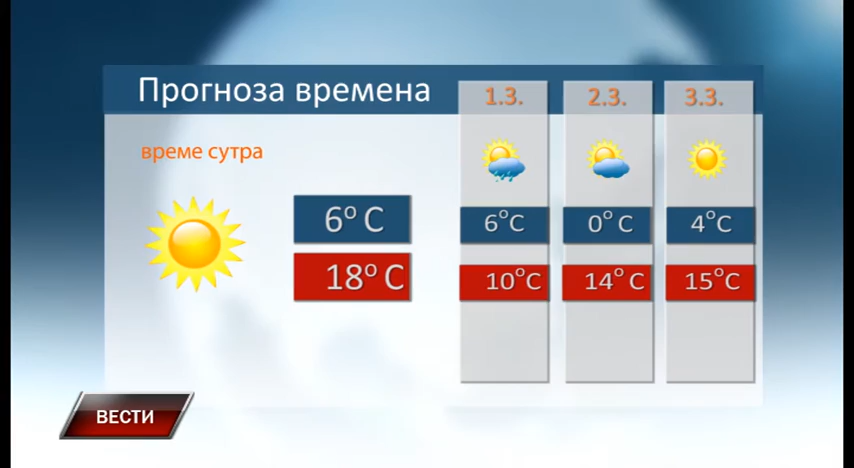 Прогноза времена
време сутра
6° C
18° C
1.3.
6°C
10°C
2.3.
0° C
14° C
3.3.
4°C
15°C
ВЕСТИ